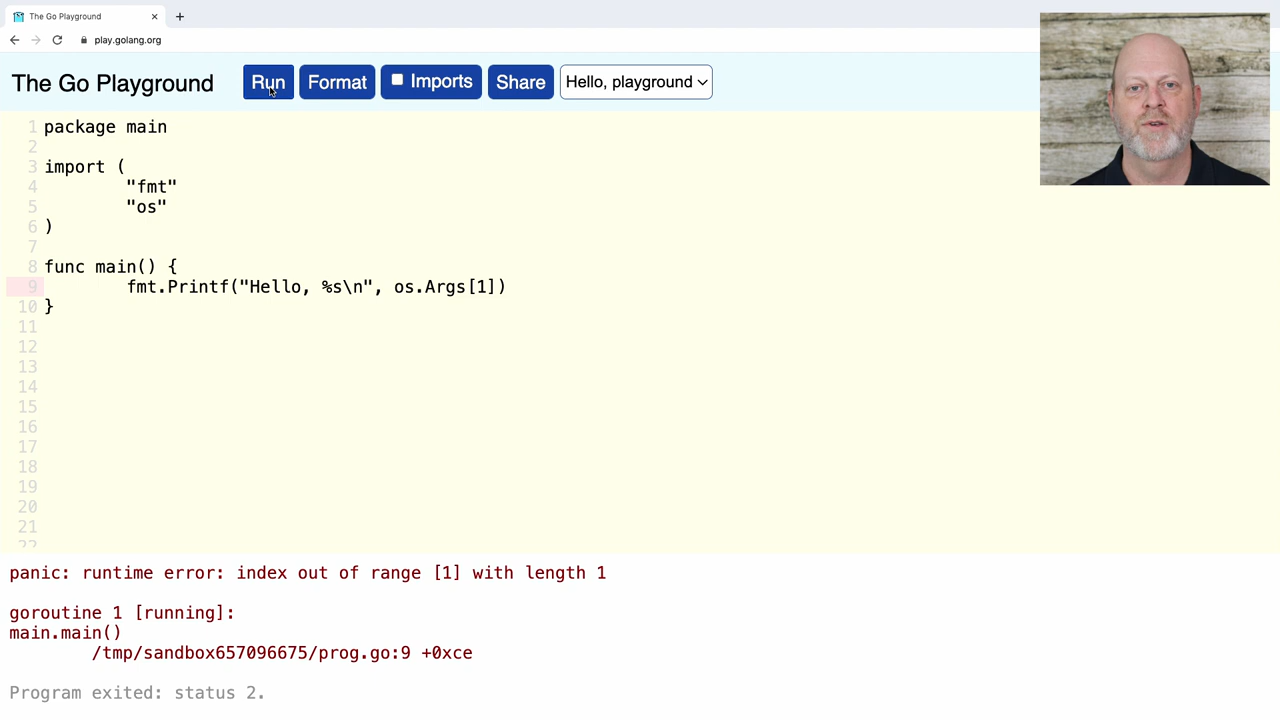 The Go Playground
play.golang.org
The Go Playground Run Format Imports Share Hello, playground
1 package main
2
3 import (
4 "fmt"
5 "os"
6 )
7
8 func main() {
9 fmt.Printf("Hello, %s\n", os.Args[1])
10 }
11
12
13
14
15
16
17
18
19
20
21
22
panic: runtime error: index out of range [1] with length 1
goroutine 1 [running]:
main.main()
/tmp/sandbox657096675/prog.go:9 +0xce
Program exited: status 2.